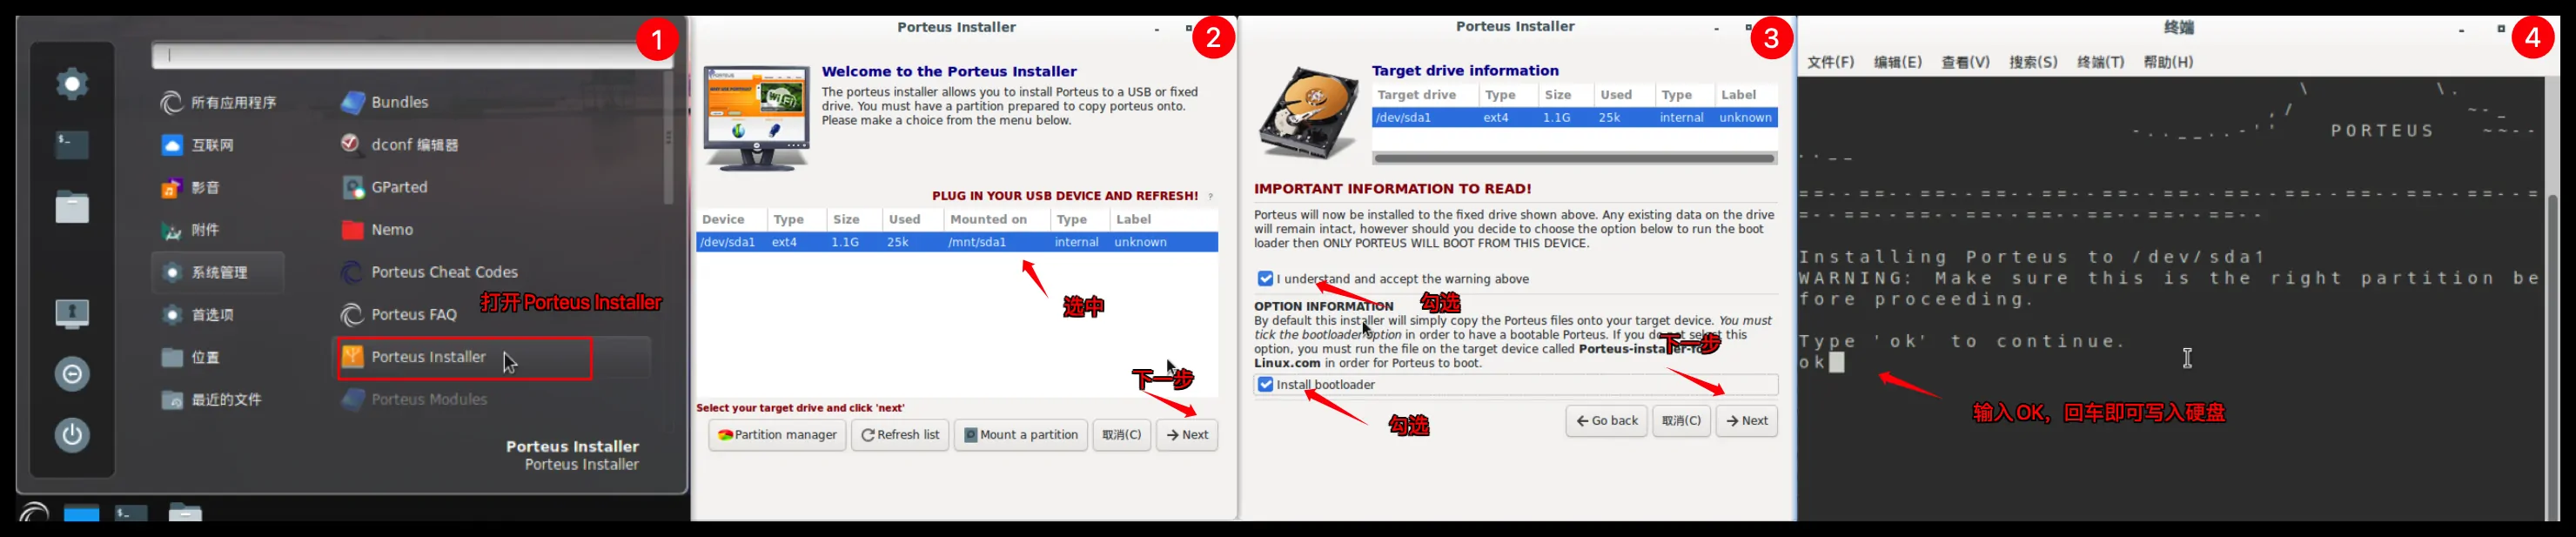 1
所有应用程序
互联网
影音
附件
系统管理
首选项
位置
最近的文件
Bundles
dconf 编辑器
GParted
Nemo
Porteus Cheat Codes
打开 Porteus Installer
Porteus FAQ
Porteus Installer
Porteus Modules
Porteus Installer
Porteus Installer
Porteus Installer
2
Welcome to the Porteus Installer
The porteus installer allows you to install Porteus to a USB or fixed
drive. You must have a partition prepared to copy porteus onto.
Please make a choice from the menu below.
PLUG IN YOUR USB DEVICE AND REFRESH! ?
Device Type Size Used Mounted on Type Label
/dev/sda1 ext4 1.1G 25k /mnt/sda1 internal unknown
选中
下一步
Select your target drive and click 'next'
Partition manager Refresh list Mount a partition 取消(C) Next
Porteus Installer
3
Target drive information
Target drive Type Size Used Type Label
/dev/sda1 ext4 1.1G 25k internal unknown
IMPORTANT INFORMATION TO READ!
Porteus will now be installed to the fixed drive shown above. Any existing data on the drive
will remain intact, however should you decide to choose the option below to run the boot
loader then ONLY PORTEUS WILL BOOT FROM THIS DEVICE.
I understand and accept the warning above
勾选
OPTION INFORMATION
By default this installer will simply copy the Porteus files onto your target device. You must
tick the bootloader option in order to have a bootable Porteus. If you do not select this
option, you must run the file on the target device called Porteus-installer-for-
Linux.com in order for Porteus to boot.
下一步
Install bootloader
勾选
Go back 取消(C) Next
终端
4
文件(F) 编辑(E) 查看(V) 搜索(S) 终端(T) 帮助(H)
PORTEUS
==--==--==--==--==--==--==--==--==--==--=
=--==--==--==--==--==--==--
Installing Porteus to /dev/sda1
WARNING: Make sure this is the right partition be
fore proceeding.
Type 'ok' to continue.
ok
输入OK，回车即可写入硬盘